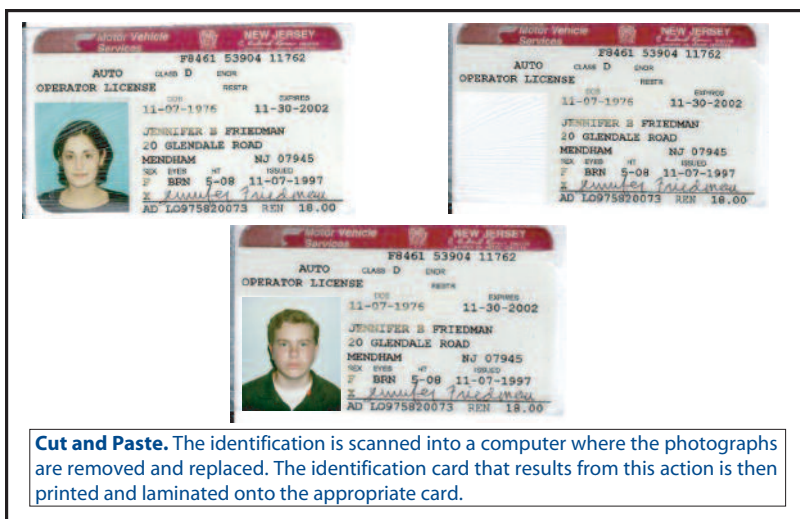 Motor Vehicle NEW JERSEY
Services
F8461 53904 11762
AUTO CLASS D ENDR
OPERATOR LICENSE RESTR
DOB EXPIRES
11-07-1976 11-30-2002
JENNIFER B FRIEDMAN
20 GLENDALE ROAD
MENDHAM NJ 07945
SEX EYES HT ISSUED
F BRN 5-08 11-07-1997
X Jennifer Friedman
AD LO975820073 REN 18.00
Motor Vehicle NEW JERSEY
Services
F8461 53904 11762
AUTO CLASS D ENDR
OPERATOR LICENSE RESTR
DOB EXPIRES
11-07-1976 11-30-2002
JENNIFER B FRIEDMAN
20 GLENDALE ROAD
MENDHAM NJ 07945
SEX EYES HT ISSUED
F BRN 5-08 11-07-1997
X Jennifer Friedman
AD LO975820073 REN 18.00
Motor Vehicle NEW JERSEY
Services
F8461 53904 11762
AUTO CLASS D ENDR
OPERATOR LICENSE RESTR
DOB EXPIRES
11-07-1976 11-30-2002
JENNIFER B FRIEDMAN
20 GLENDALE ROAD
MENDHAM NJ 07945
SEX EYES HT ISSUED
F BRN 5-08 11-07-1997
X Jennifer Friedman
AD LO975820073 REN 18.00
Cut and Paste. The identification is scanned into a computer where the photographs
are removed and replaced. The identification card that results from this action is then
printed and laminated onto the appropriate card.